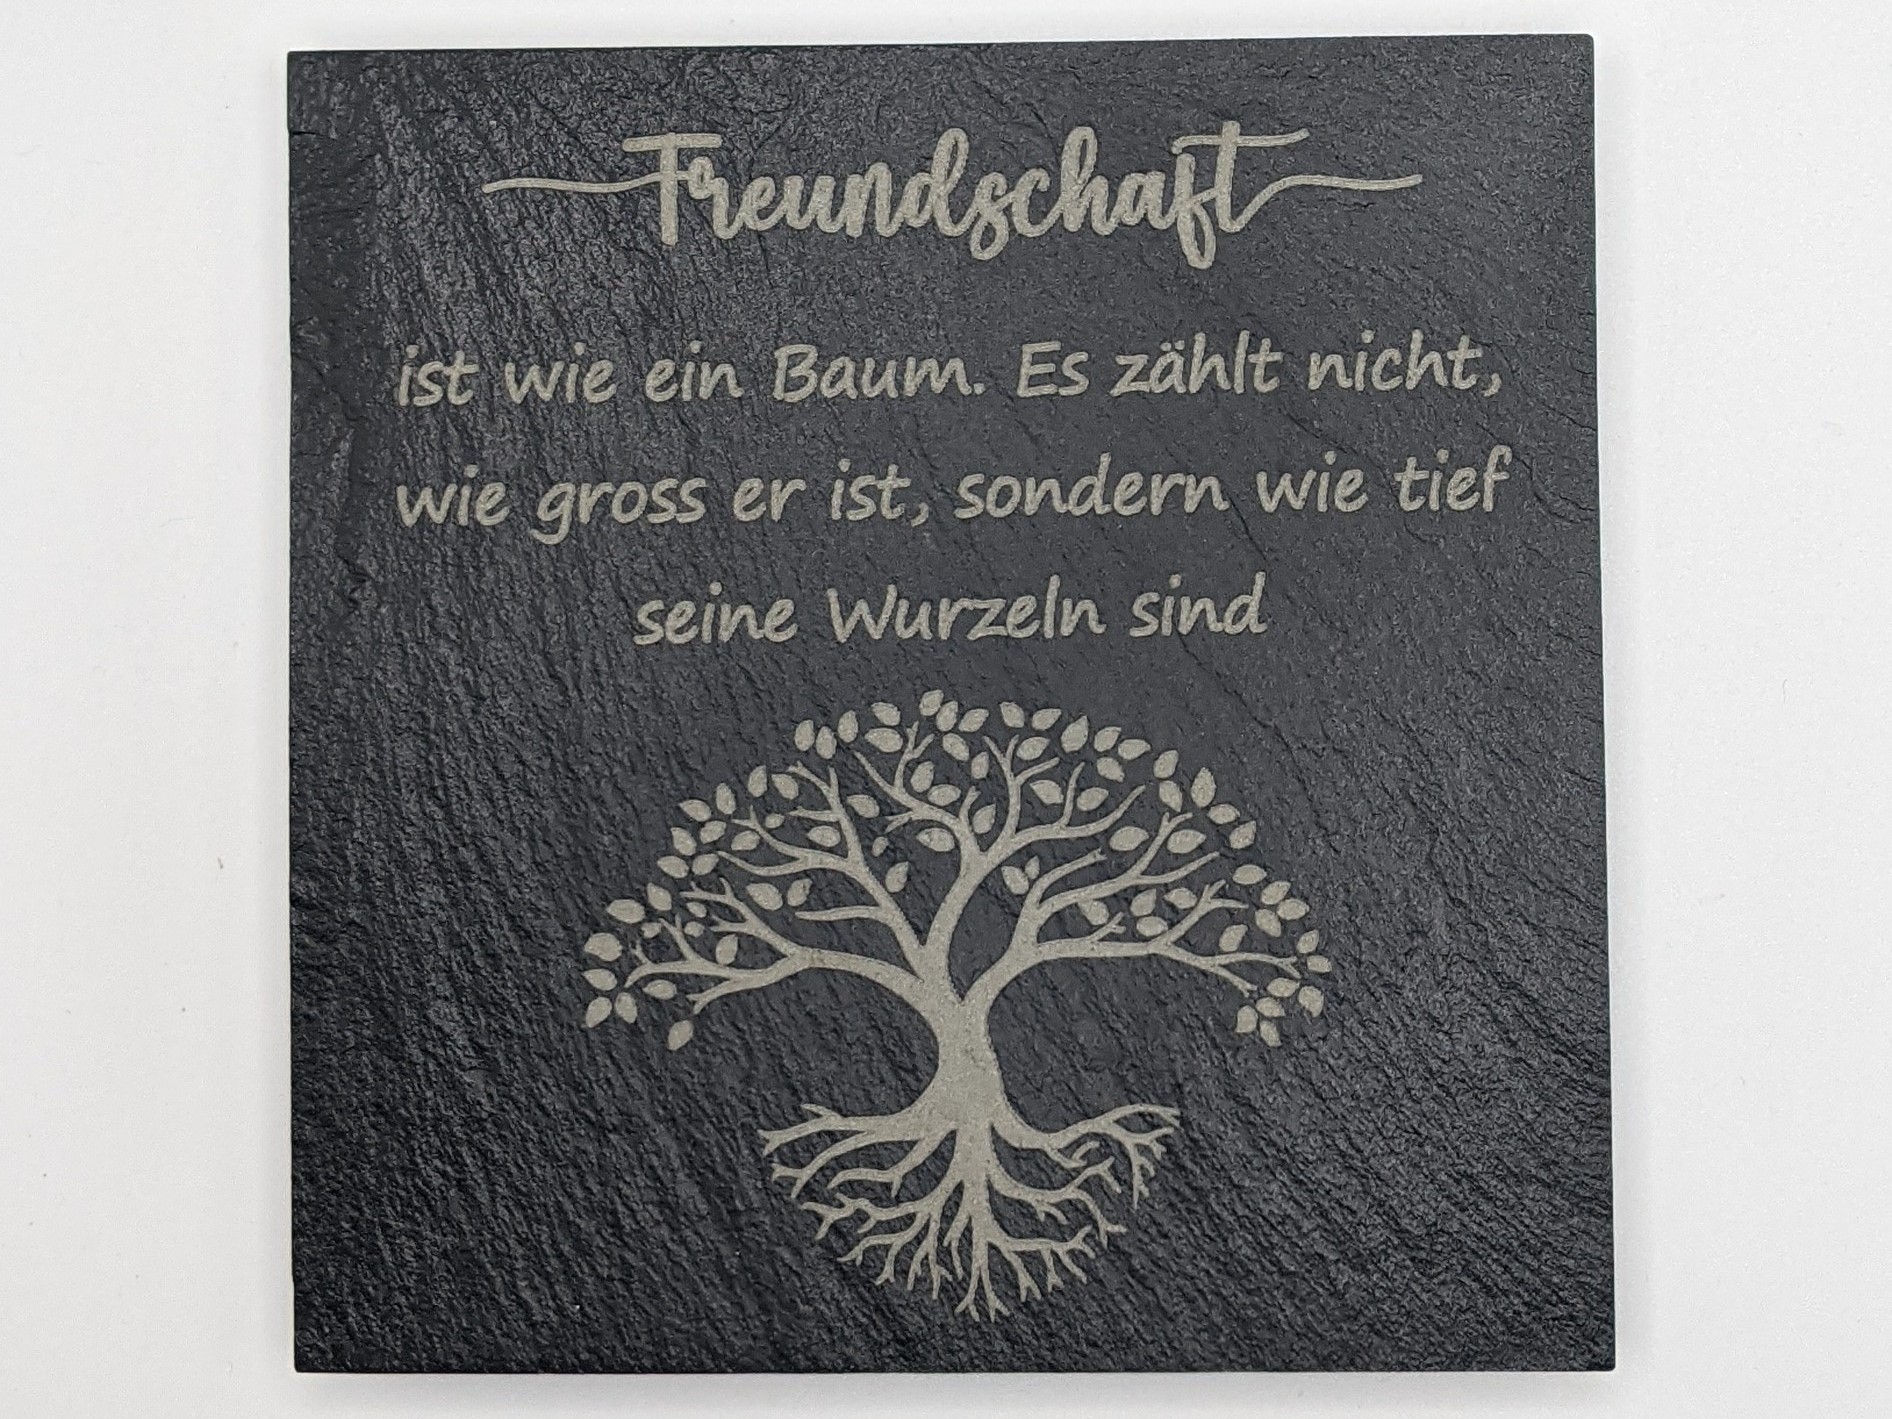 Freundschaft
ist wie ein Baum. Es zählt nicht,
wie gross er ist, sondern wie tief
seine Wurzeln sind